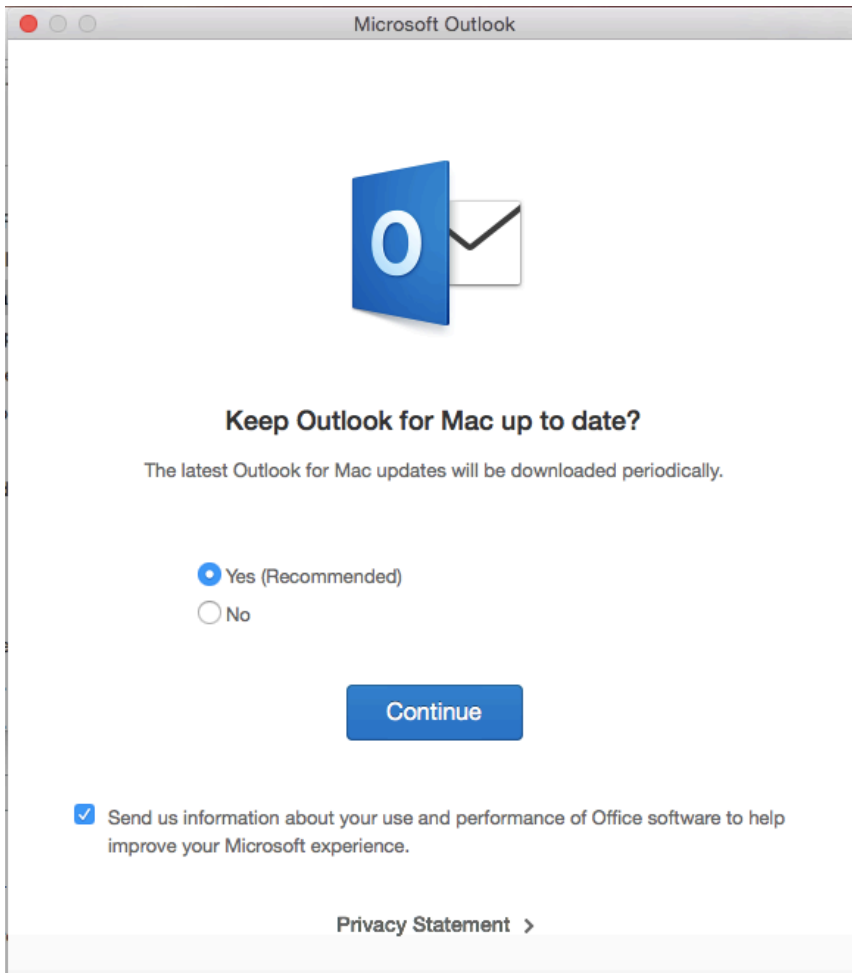 Microsoft Outlook
O
Keep Outlook for Mac up to date?
The latest Outlook for Mac updates will be downloaded periodically.
Yes (Recommended)
No
Continue
Send us information about your use and performance of Office software to help
improve your Microsoft experience.
Privacy Statement >